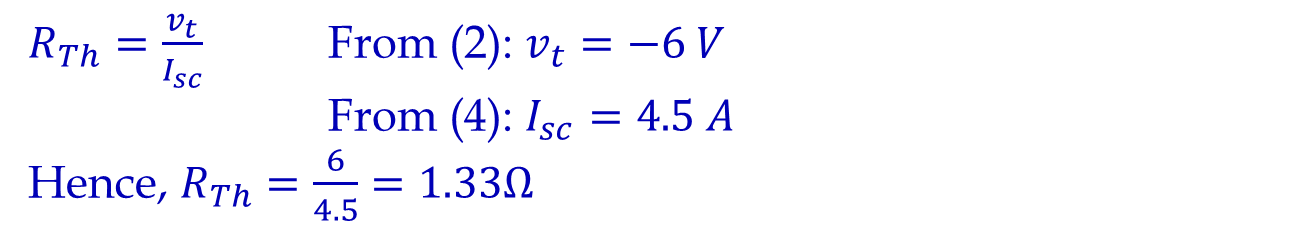 R_Th = v_t / I_sc From (2): v_t = −6 V
From (4): I_sc = 4.5 A
Hence, R_Th = 6 / 4.5 = 1.33Ω